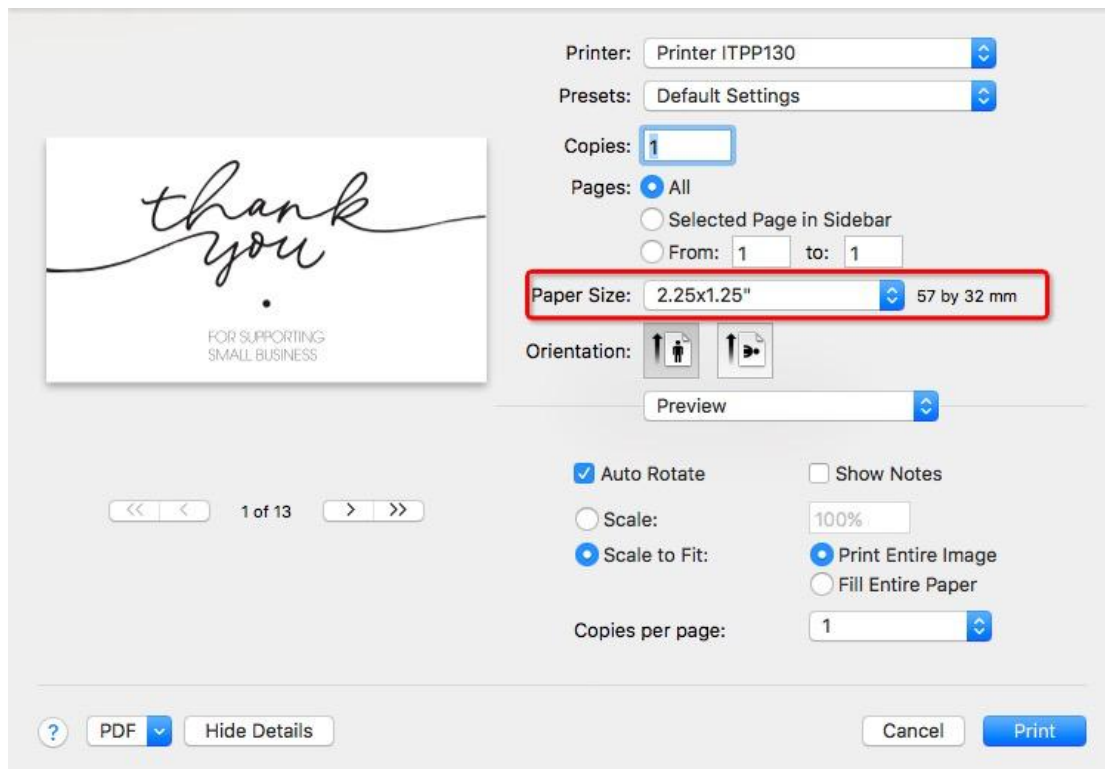 Printer: Printer ITPP130
Presets: Default Settings
Copies: 1
Pages: All
Selected Page in Sidebar
From: 1 to: 1
Paper Size: 2.25x1.25" 57 by 32 mm
Orientation:
Preview
thank
you
FOR SUPPORTING
SMALL BUSINESS
<< < 1 of 13 > >>
Auto Rotate Show Notes
Scale: 100%
Scale to Fit: Print Entire Image
Fill Entire Paper
Copies per page: 1
? PDF Hide Details Cancel Print